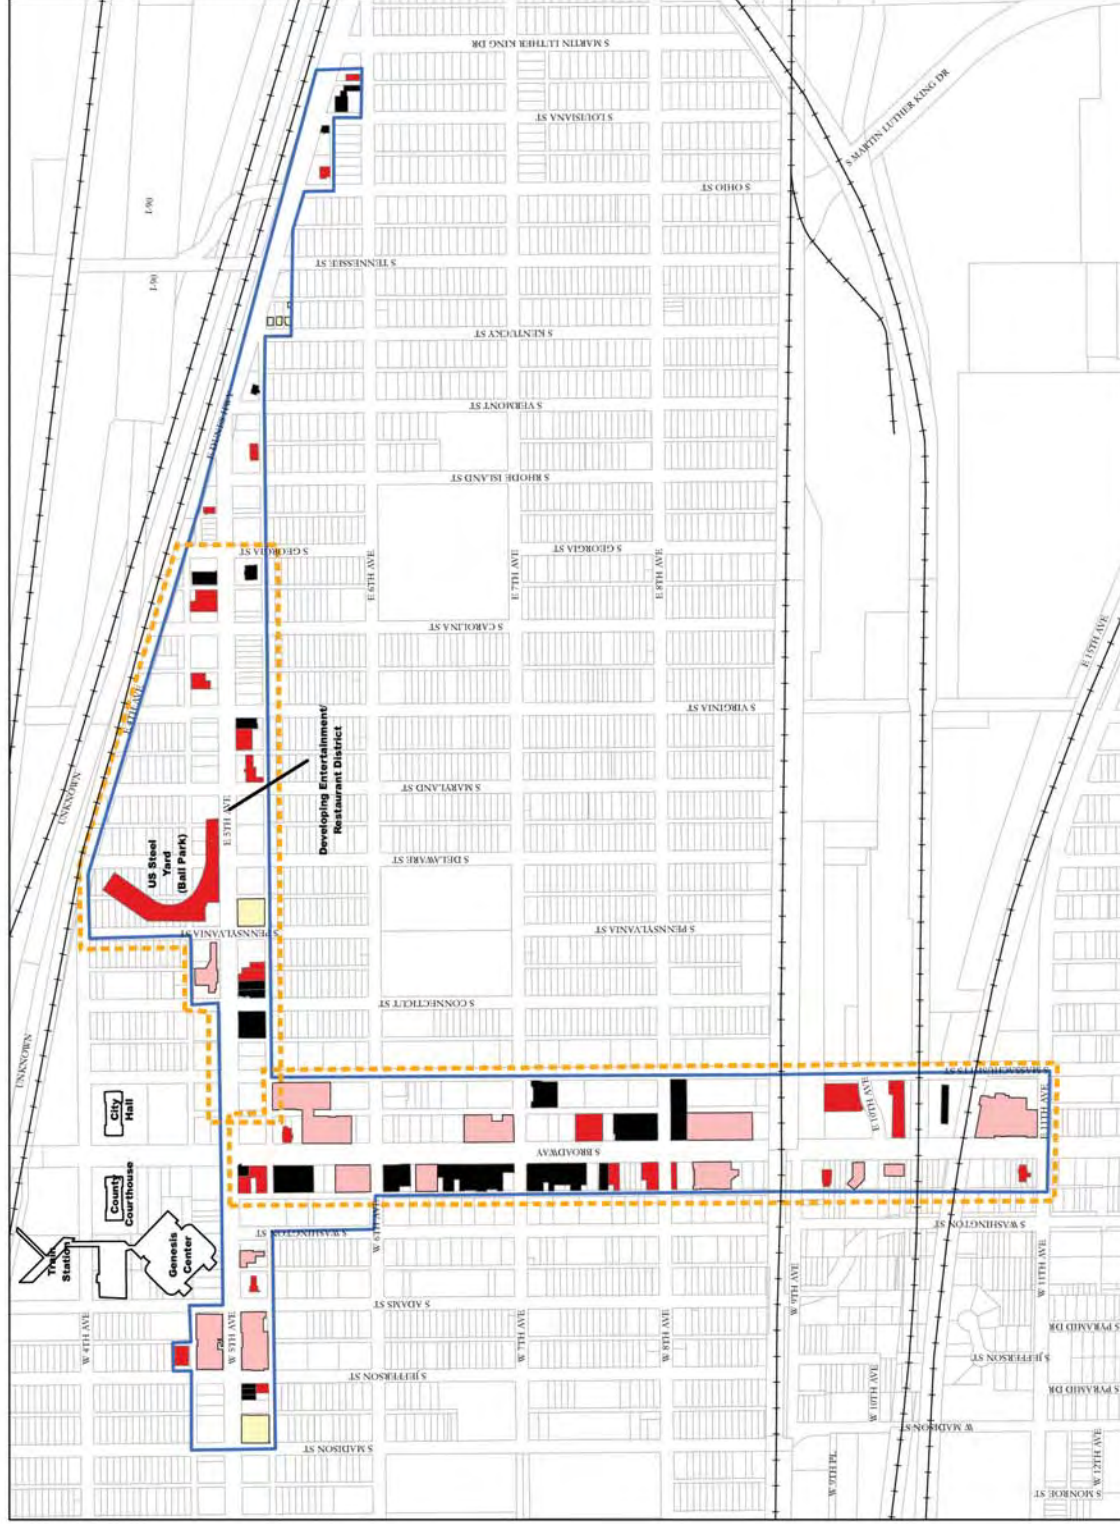 S MARTIN LUTHER KING DR
S LOUISIANA ST
S MARTIN LUTHER KING DR
S OHIO ST
I-90
I-90
S TENNESSEE ST
S KENTUCKY ST
S VERMONT ST
E DUNES HWY
S RHODE ISLAND ST
S GEORGIA ST
S GEORGIA ST
E 6TH AVE
E 7TH AVE
E 8TH AVE
S CAROLINA ST
E 15TH AVE
E 4TH AVE
S VIRGINIA ST
Developing Entertainment/
Restaurant District
UNKNOWN
S MARYLAND ST
E 5TH AVE
US Steel
Yard
(Ball Park)
S DELAWARE ST
S PENNSYLVANIA ST
S PENNSYLVANIA ST
S CONNECTICUT ST
UNKNOWN
S MASSACHUSETTS ST
City
Hall
E 10TH AVE
E 11TH AVE
S BROADWAY
County
Courthouse
S WASHINGTON ST
W 6TH AVE
S WASHINGTON ST
Train
Station
Genesis
Center
W 9TH AVE
W 11TH AVE
S ADAMS ST
W 4TH AVE
W 5TH AVE
W 7TH AVE
W 8TH AVE
S PYRAMID
DR
S JEFFERSON ST
S JEFFERSON ST
W 10TH AVE
S PYRAMID
DR
W MADISON ST
S MADISON ST
W 9TH PL
W 12TH AVE
S MONROE ST